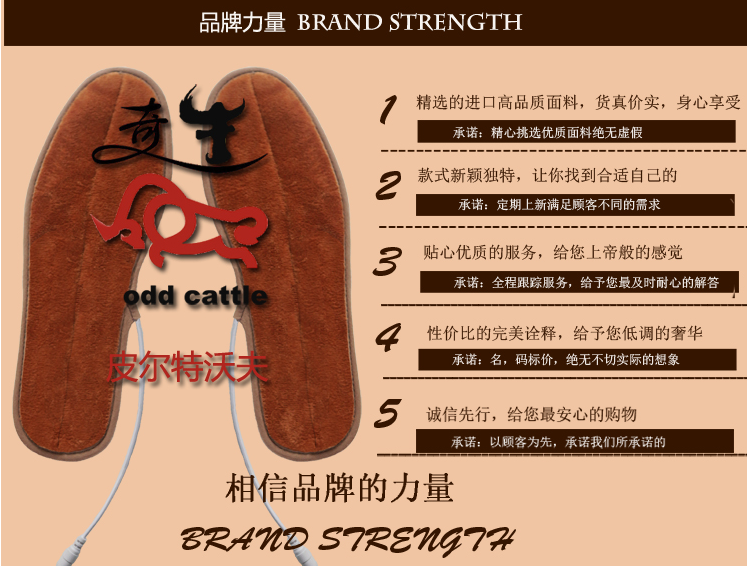 品牌力量 BRAND STRENGTH
奇牛
odd cattle
皮尔特沃夫
1 精选的进口高品质面料，货真价实，身心享受
承诺：精心挑选优质面料绝无虚假
2 款式新颖独特，让你找到合适自己的
承诺：定期上新满足顾客不同的需求
3 贴心优质的服务，给您上帝般的感觉
承诺：全程跟踪服务，给予您最及时耐心的解答
4 性价比的完美诠释，给予您低调的奢华
承诺：名，码标价，绝无不切实际的想象
5 诚信先行，给您最安心的购物
承诺：以顾客为先，承诺我们所承诺的
相信品牌的力量
BRAND STRENGTH